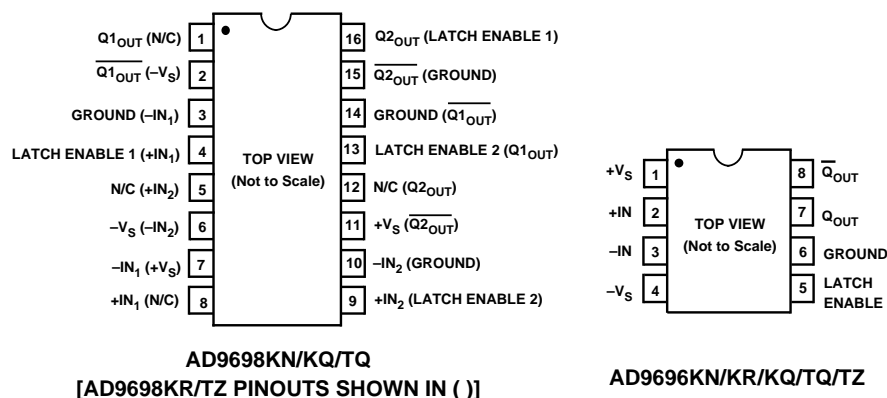 Q1OUT (N/C) 1 16 Q2OUT (LATCH ENABLE 1)
Q1OUT (–VS) 2 15 Q2OUT (GROUND)
GROUND (–IN1) 3 14 GROUND (Q1OUT)
LATCH ENABLE 1 (+IN1) 4 13 LATCH ENABLE 2 (Q1OUT)
N/C (+IN2) 5 12 N/C (Q2OUT)
–VS (–IN2) 6 11 +VS (Q2OUT)
–IN1 (+VS) 7 10 –IN2 (GROUND)
+IN1 (N/C) 8 9 +IN2 (LATCH ENABLE 2)
TOP VIEW
(Not to Scale)
AD9698KN/KQ/TQ
[AD9698KR/TZ PINOUTS SHOWN IN ( )]
+VS 1 8 QOUT
+IN 2 7 QOUT
–IN 3 6 GROUND
–VS 4 5 LATCH
ENABLE
TOP VIEW
(Not to Scale)
AD9696KN/KR/KQ/TQ/TZ